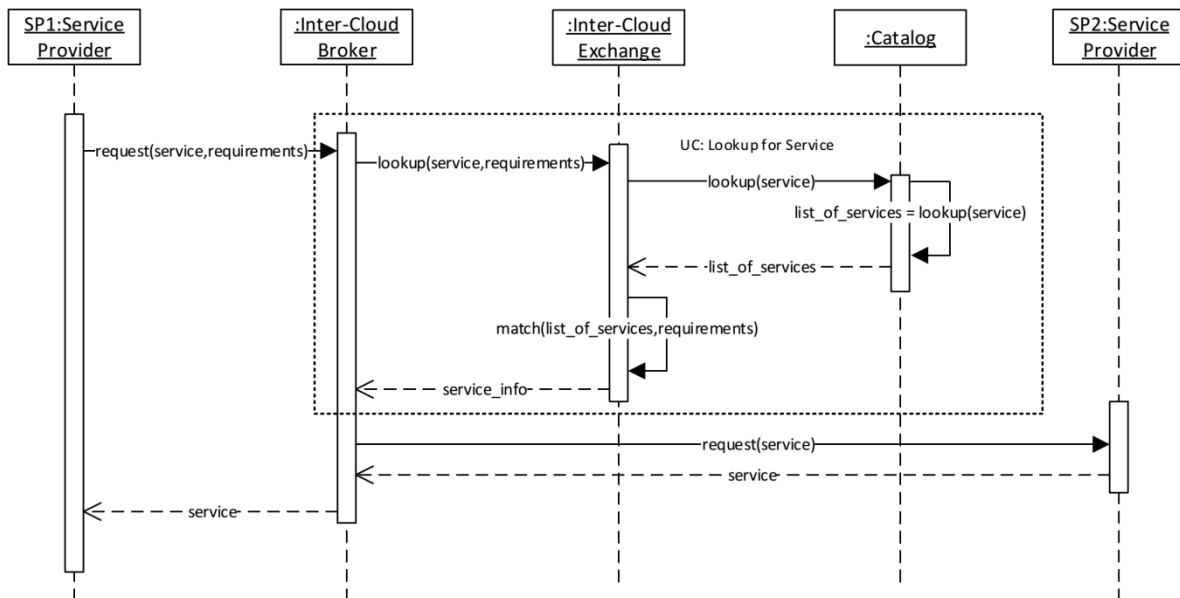 SP1:Service
Provider
:Inter-Cloud
Broker
:Inter-Cloud
Exchange
:Catalog
SP2:Service
Provider
request(service,requirements)
UC: Lookup for Service
lookup(service,requirements)
lookup(service)
list_of_services = lookup(service)
list_of_services
match(list_of_services,requirements)
service_info
request(service)
service
service